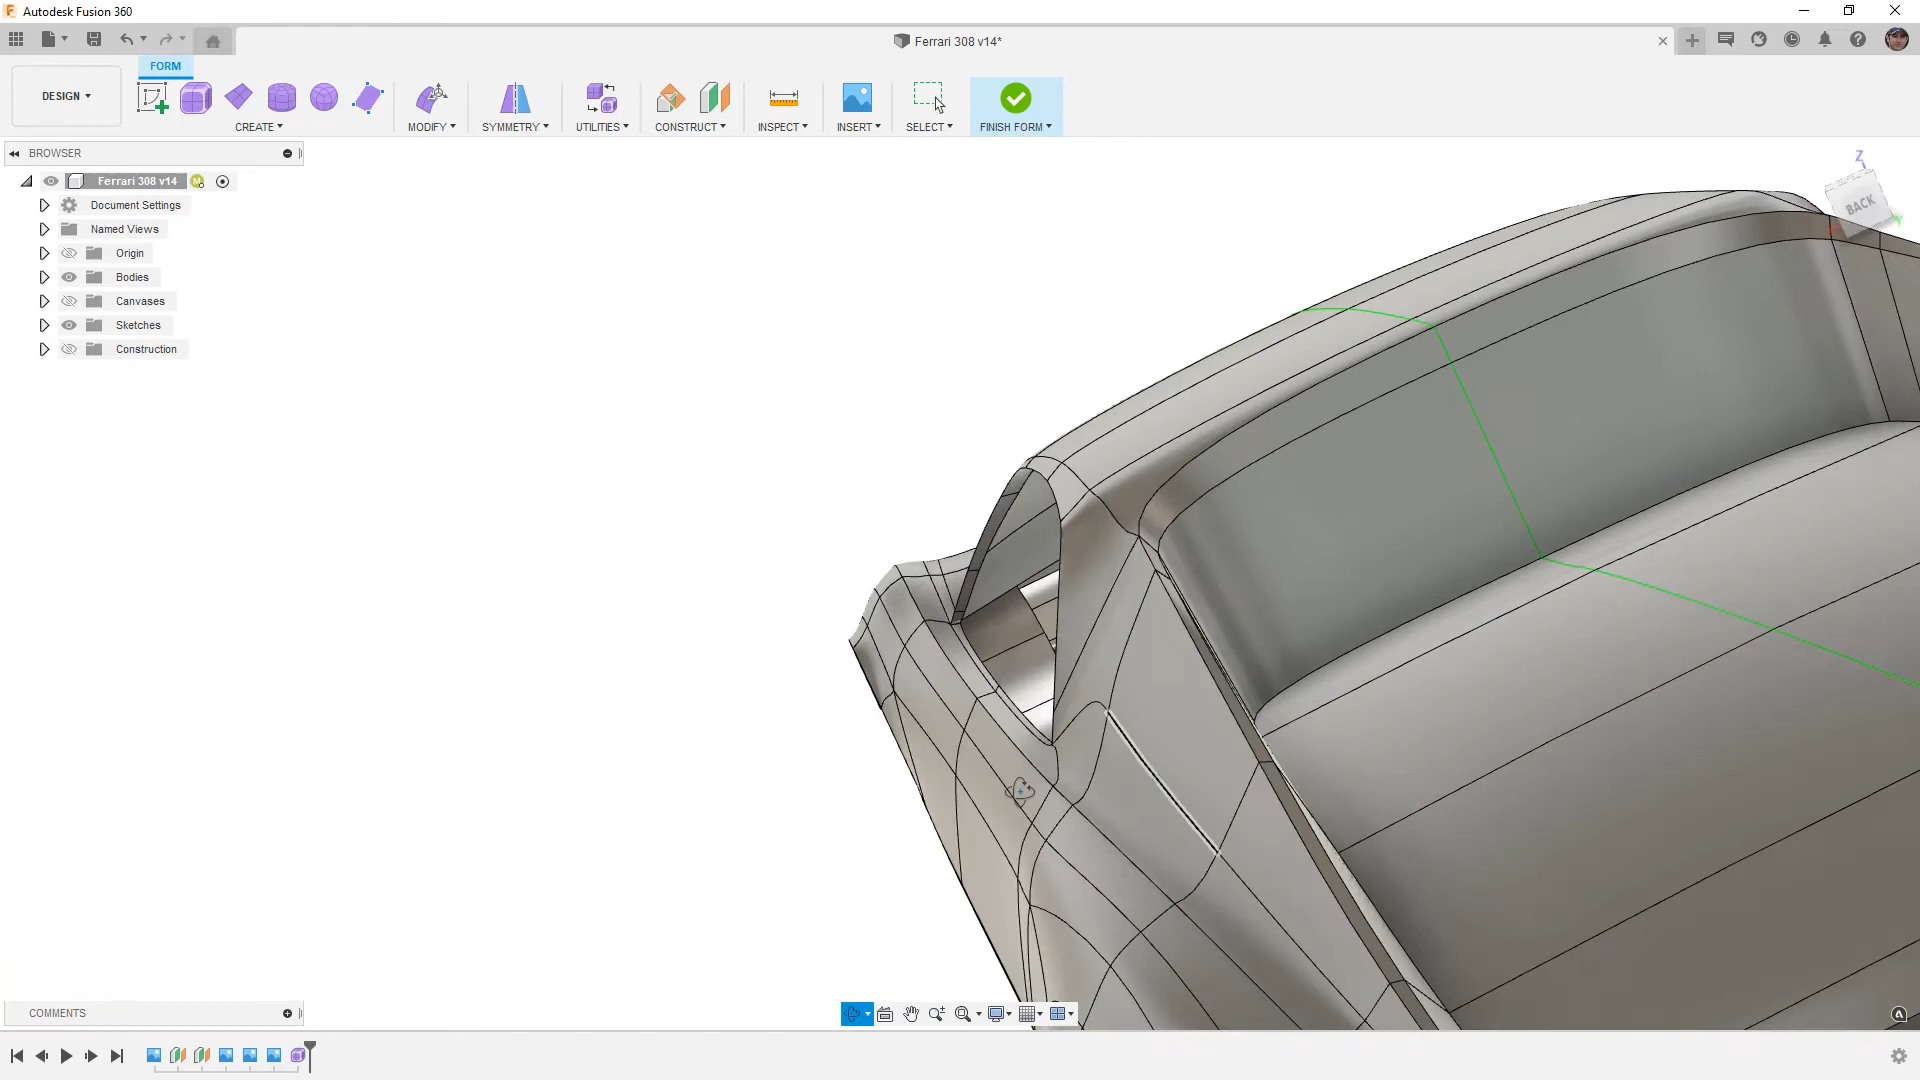 Autodesk Fusion 360
Ferrari 308 v14*
FORM
DESIGN
CREATE
MODIFY
SYMMETRY
UTILITIES
CONSTRUCT
INSPECT
INSERT
SELECT
FINISH FORM
BROWSER
Ferrari 308 v14
Document Settings
Named Views
Origin
Bodies
Canvases
Sketches
Construction
Z
BACK
COMMENTS